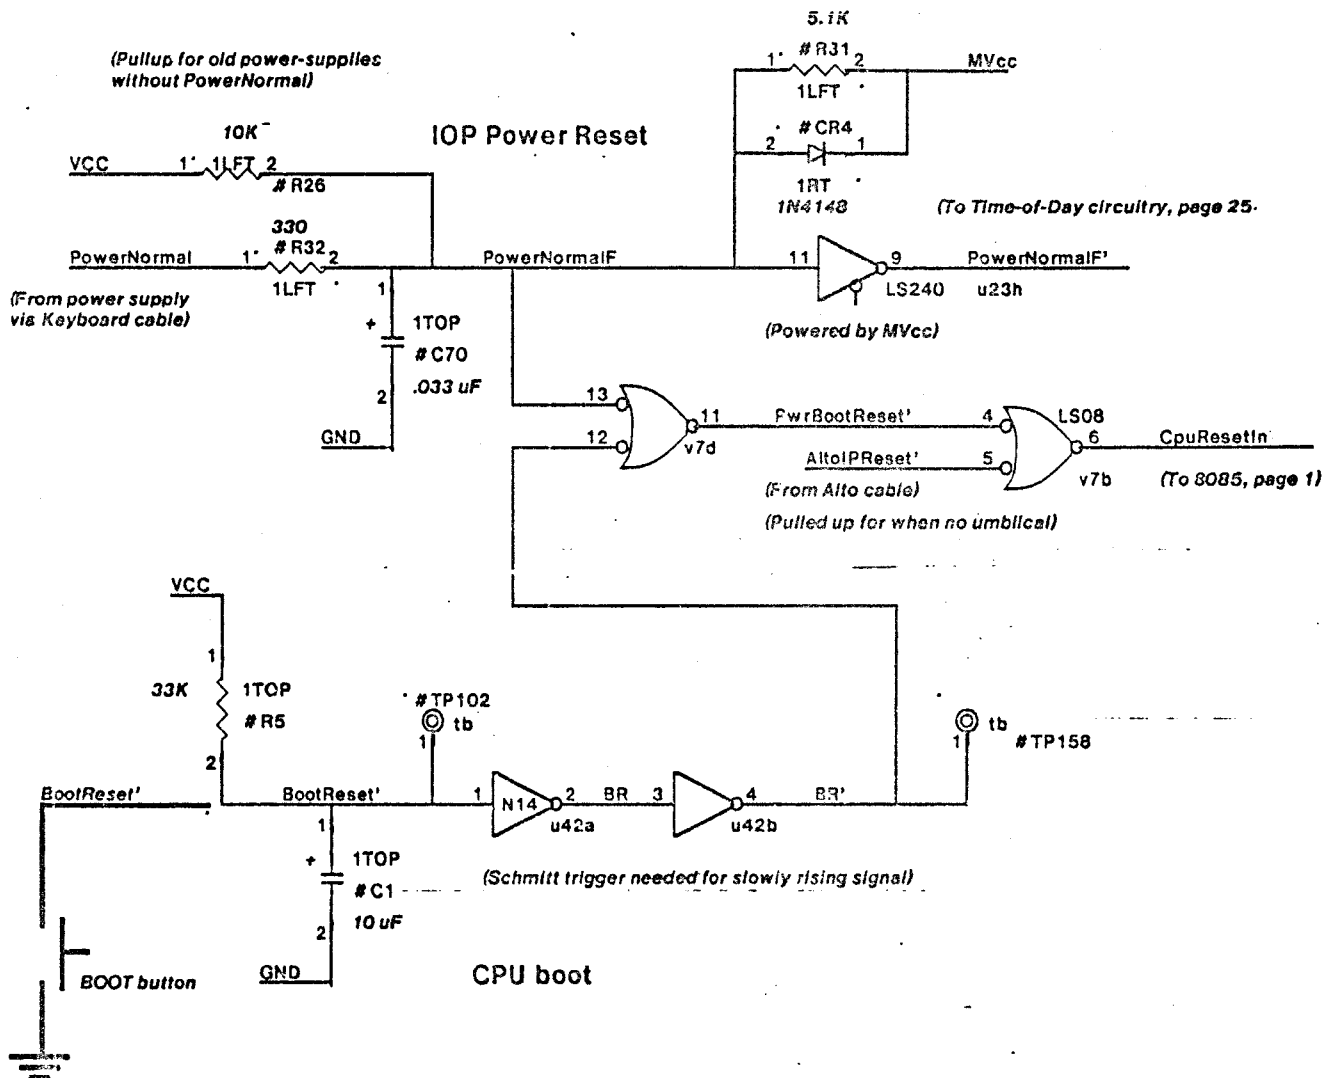 5.1K
(Pullup for old power-supplies
without PowerNormal)
1 # R31 2
MVcc
1LFT
10K
IOP Power Reset
# CR4
2 1
VCC 1 1LFT 2
# R26
1RT
1N4148
(To Time-of-Day circuitry, page 25.
330
# R32
PowerNormal 1 2
PowerNormalF
11 9 PowerNormalF'
1LFT
LS240 u23h
(From power supply
via Keyboard cable)
1
+ 1TOP
# C70
.033 uF
2
GND
(Powered by MVcc)
13
12
11 PwrBootReset' 4
v7d
LS08
6 CpuResetIn
AltoIPReset' 5
v7b
(From Alto cable)
(To 8085, page 1)
(Pulled up for when no umbilical)
VCC
1
33K 1TOP
# R5
2
# TP102
tb
1
tb
1 # TP158
BootReset' BootReset' 1 N14 2 BR 3 4 BR'
u42a u42b
1
+ 1TOP
# C1
10 uF
2
(Schmitt trigger needed for slowly rising signal)
GND
CPU boot
BOOT button